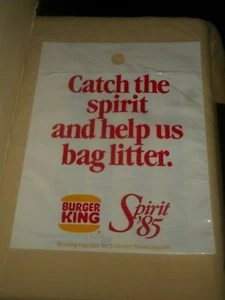 Catch the
spirit
and help us
bag litter.
BURGER
KING
Spirit
'85